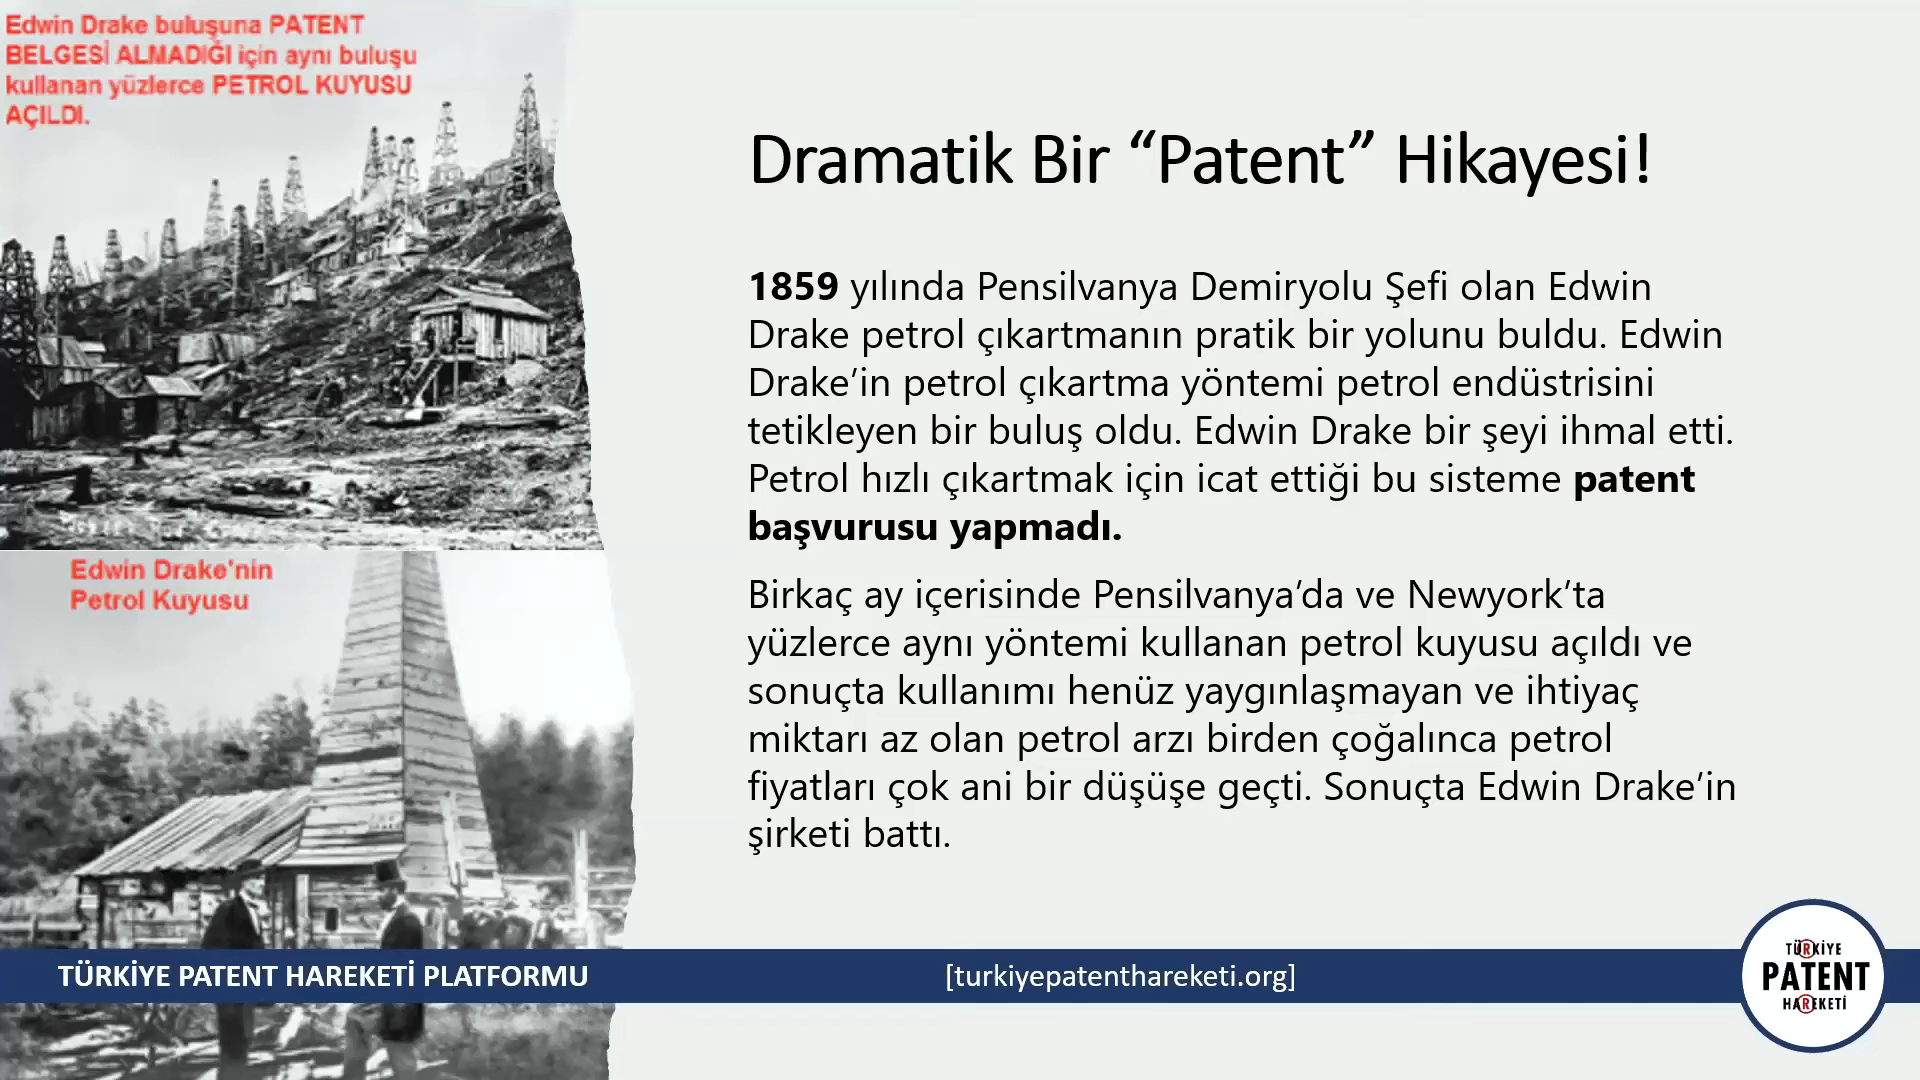 Edwin Drake buluşuna PATENT
BELGESİ ALMADIĞI için aynı buluşu
kullanan yüzlerce PETROL KUYUSU
AÇILDI.
Dramatik Bir “Patent” Hikayesi!
1859 yılında Pensilvanya Demiryolu Şefi olan Edwin
Drake petrol çıkartmanın pratik bir yolunu buldu. Edwin
Drake’in petrol çıkartma yöntemi petrol endüstrisini
tetikleyen bir buluş oldu. Edwin Drake bir şeyi ihmal etti.
Petrol hızlı çıkartmak için icat ettiği bu sisteme patent
başvurusu yapmadı.
Edwin Drake'nin
Petrol Kuyusu
Birkaç ay içerisinde Pensilvanya’da ve Newyork’ta
yüzlerce aynı yöntemi kullanan petrol kuyusu açıldı ve
sonuçta kullanımı henüz yaygınlaşmayan ve ihtiyaç
miktarı az olan petrol arzı birden çoğalınca petrol
fiyatları çok ani bir düşüşe geçti. Sonuçta Edwin Drake’in
şirketi battı.
TÜRKİYE PATENT HAREKETİ PLATFORMU
[turkiyepatenthareketi.org]
TÜRKİYE
PATENT
HAREKETİ